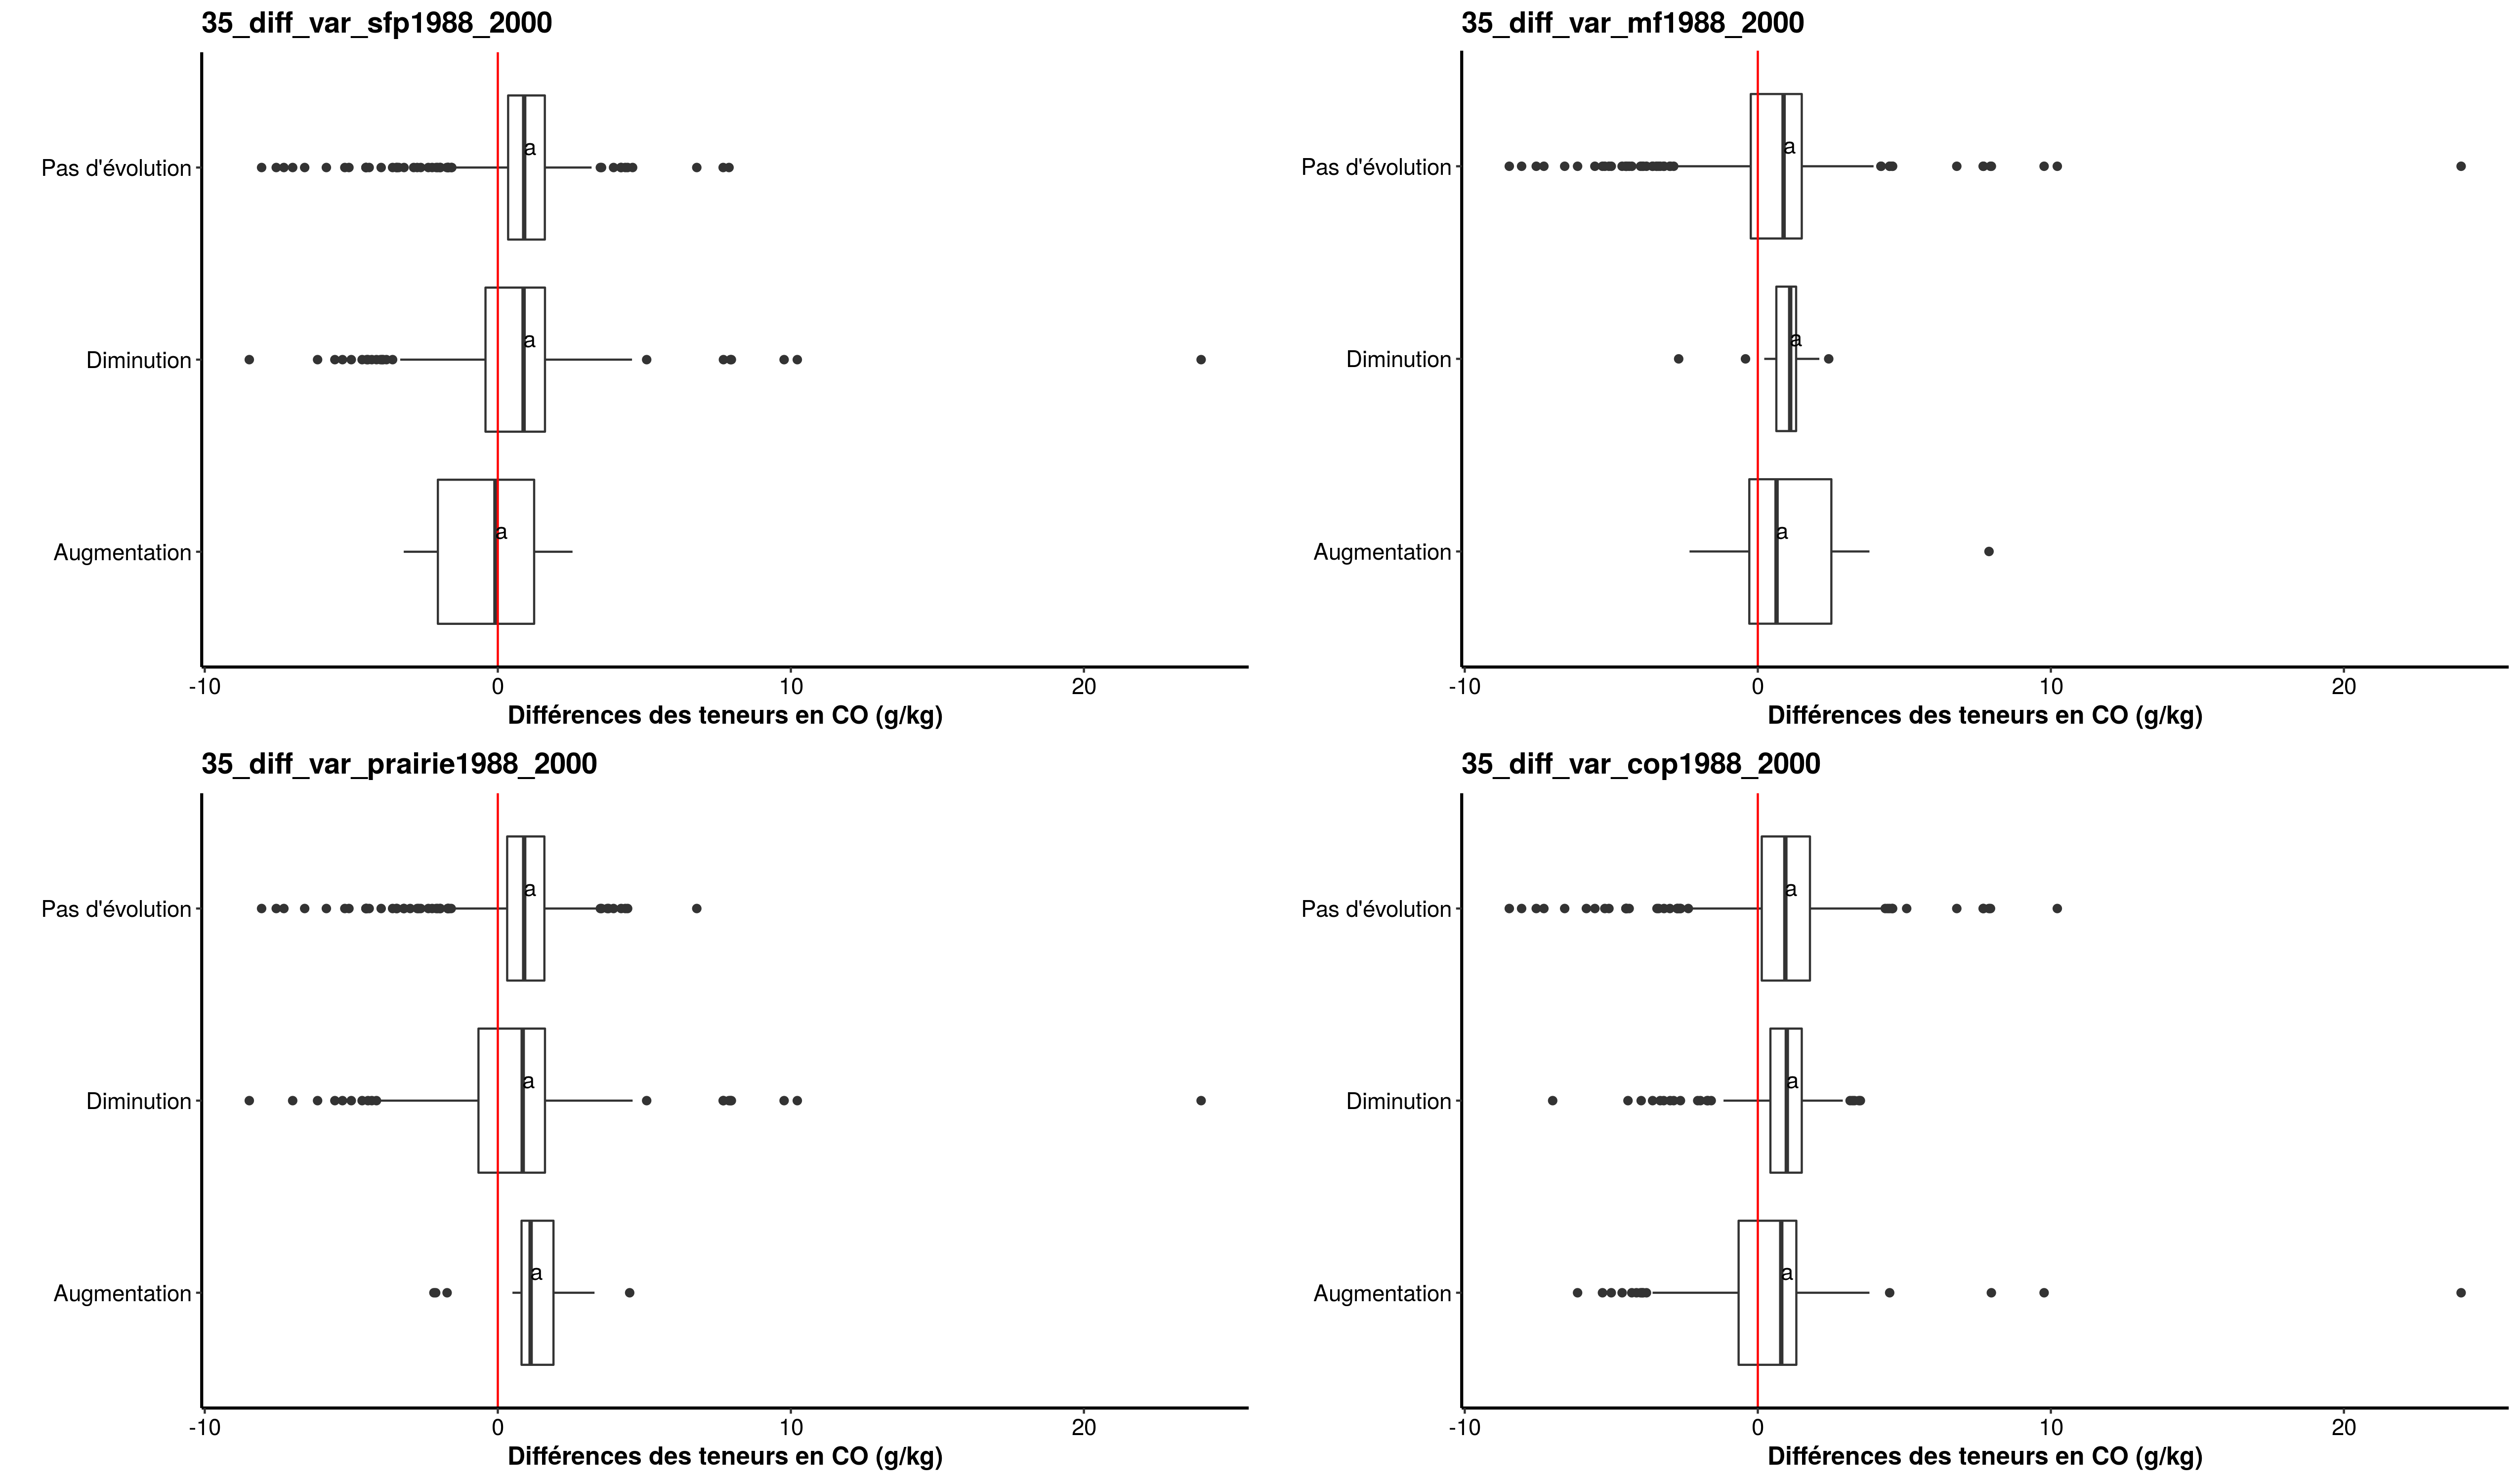 35_diff_var_sfp1988_2000
Pas d'évolution
a
Diminution
a
Augmentation
a
-10 0 10 20
Différences des teneurs en CO (g/kg)
35_diff_var_mf1988_2000
Pas d'évolution
a
Diminution
a
Augmentation
a
-10 0 10 20
Différences des teneurs en CO (g/kg)
35_diff_var_prairie1988_2000
Pas d'évolution
a
Diminution
a
Augmentation
a
-10 0 10 20
Différences des teneurs en CO (g/kg)
35_diff_var_cop1988_2000
Pas d'évolution
a
Diminution
a
Augmentation
a
-10 0 10 20
Différences des teneurs en CO (g/kg)